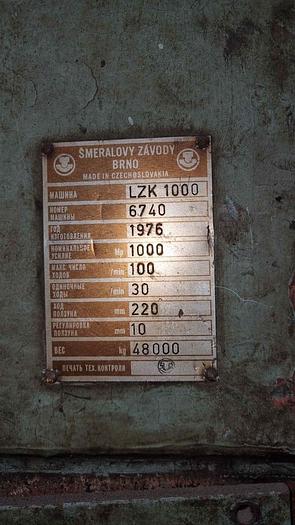 ŠMERALOVY ZÁVODY
BRNO
MADE IN CZECHOSLOVAKIA
МАШИНА LZK 1000
НОМЕР МАШИНЫ 6740
ГОД ИЗГОТОВЛЕНИЯ 1976
НОМИНАЛЬНОЕ УСИЛИЕ Mp 1000
МАКС. ЧИСЛО ХОДОВ /min 100
ОДИНОЧНЫЕ ХОДЫ /min 30
ХОД ПОЛЗУНА mm 220
РЕГУЛИРОВКА ПОЛЗУНА mm 10
ВЕС kg 48000
ПЕЧАТЬ ТЕХ. КОНТРОЛИ